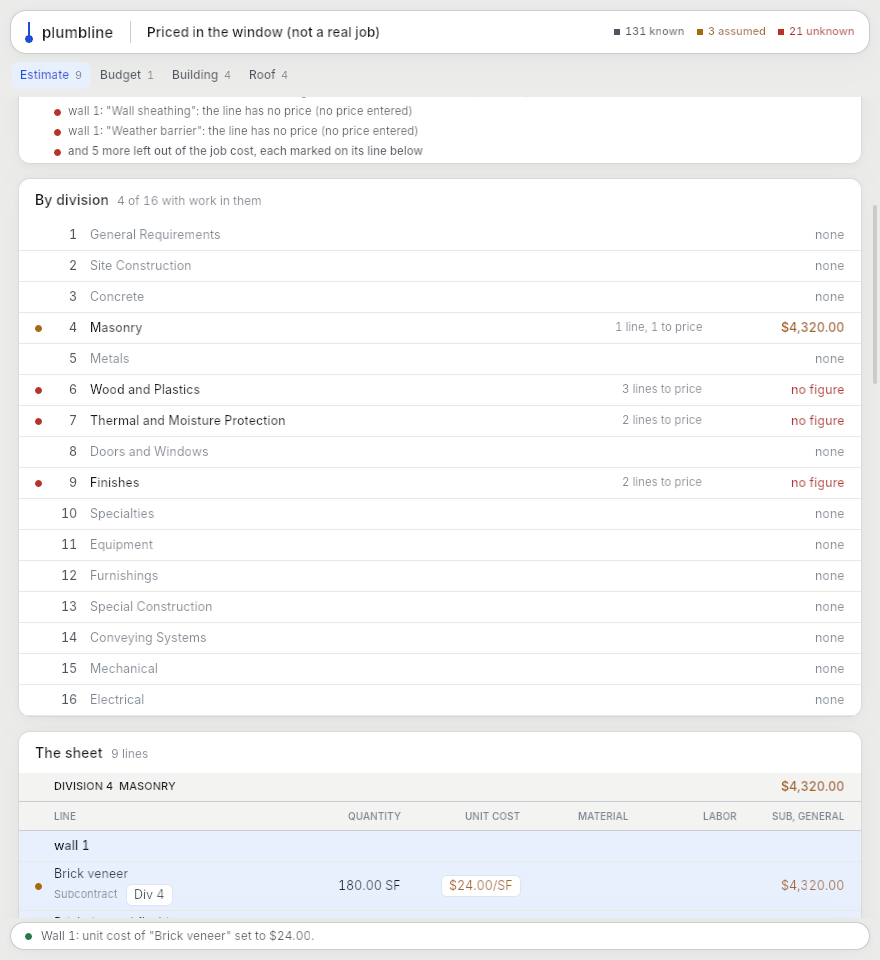 plumbline Priced in the window (not a real job) 131 known 3 assumed 21 unknown
Estimate 9 Budget 1 Building 4 Roof 4
wall 1: "Wall sheathing": the line has no price (no price entered)
wall 1: "Weather barrier": the line has no price (no price entered)
and 5 more left out of the job cost, each marked on its line below
By division 4 of 16 with work in them
1 General Requirements none
2 Site Construction none
3 Concrete none
4 Masonry 1 line, 1 to price $4,320.00
5 Metals none
6 Wood and Plastics 3 lines to price no figure
7 Thermal and Moisture Protection 2 lines to price no figure
8 Doors and Windows none
9 Finishes 2 lines to price no figure
10 Specialties none
11 Equipment none
12 Furnishings none
13 Special Construction none
14 Conveying Systems none
15 Mechanical none
16 Electrical none
The sheet 9 lines
DIVISION 4 MASONRY $4,320.00
LINE QUANTITY UNIT COST MATERIAL LABOR SUB, GENERAL
wall 1
Brick veneer 180.00 SF $24.00/SF $4,320.00
Subcontract Div 4
Wall 1: unit cost of "Brick veneer" set to $24.00.